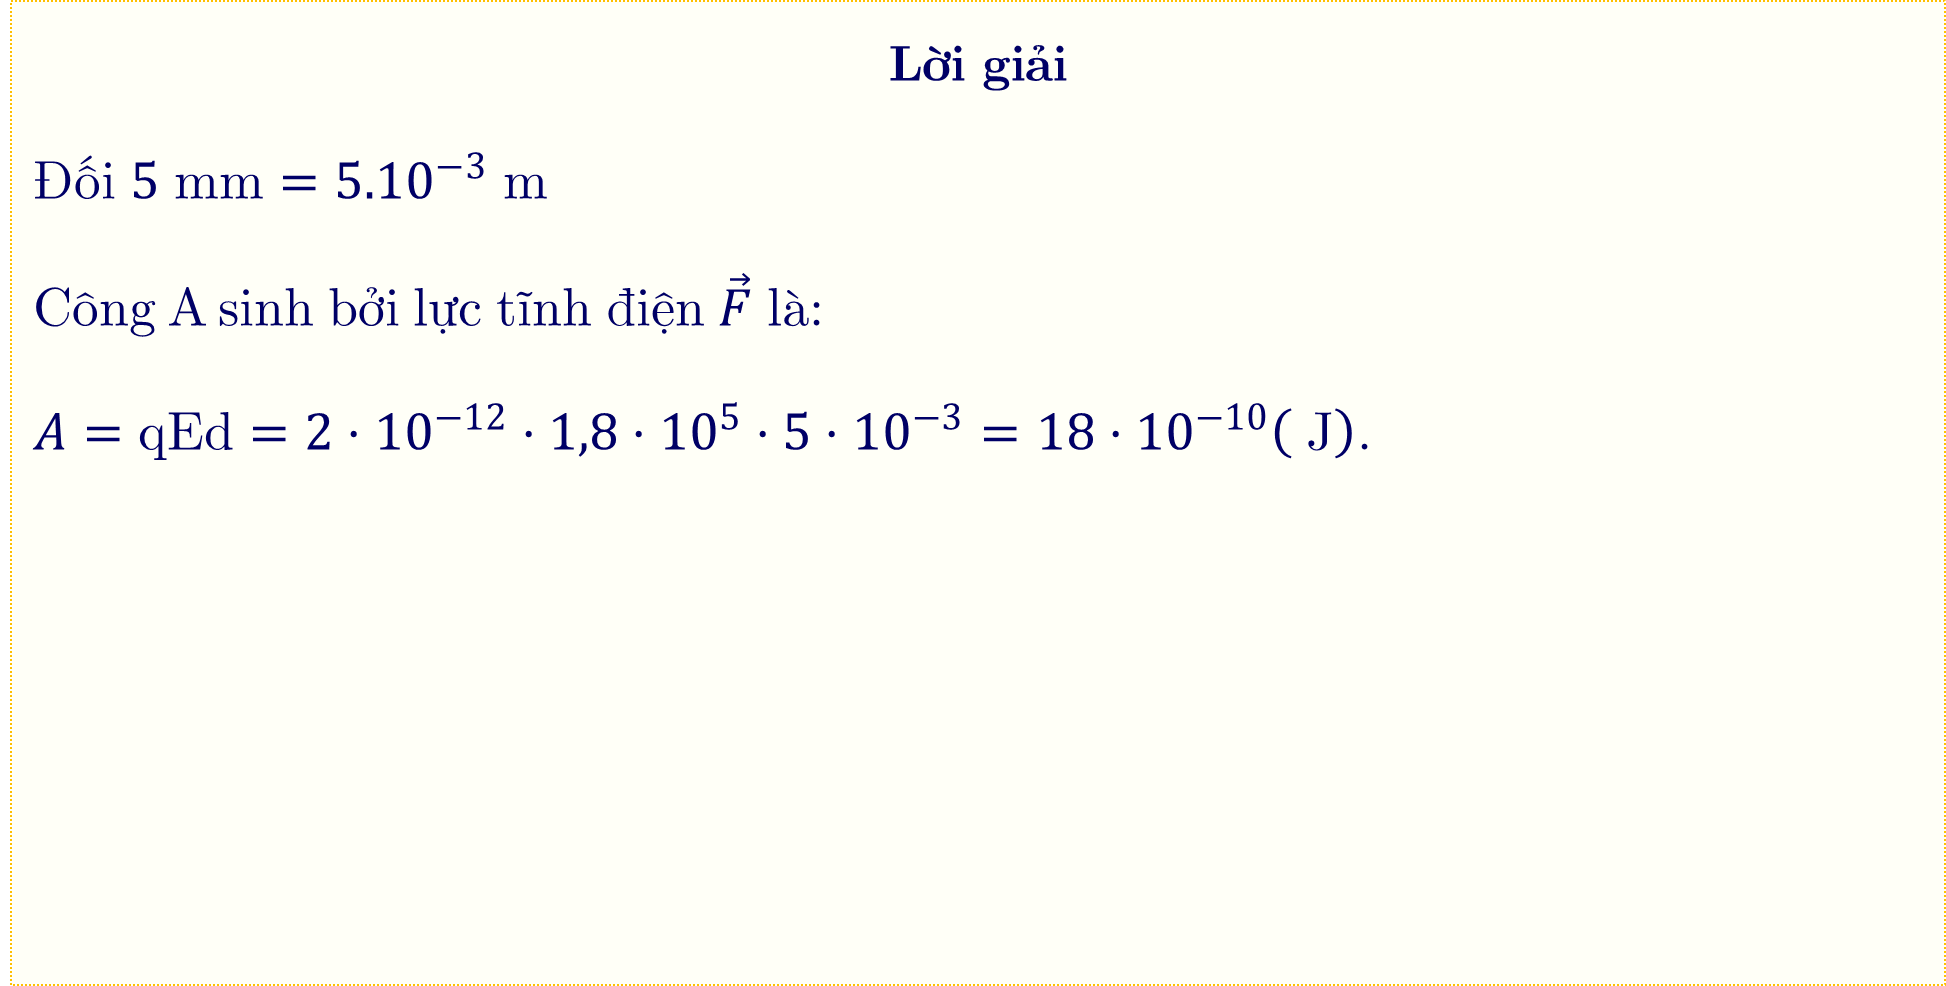 Lời giải
Đối 5 mm = 5.10⁻³ m
Công A sinh bởi lực tĩnh điện F⃗ là:
A = qEd = 2 · 10⁻¹² · 1,8 · 10⁵ · 5 · 10⁻³ = 18 · 10⁻¹⁰( J).